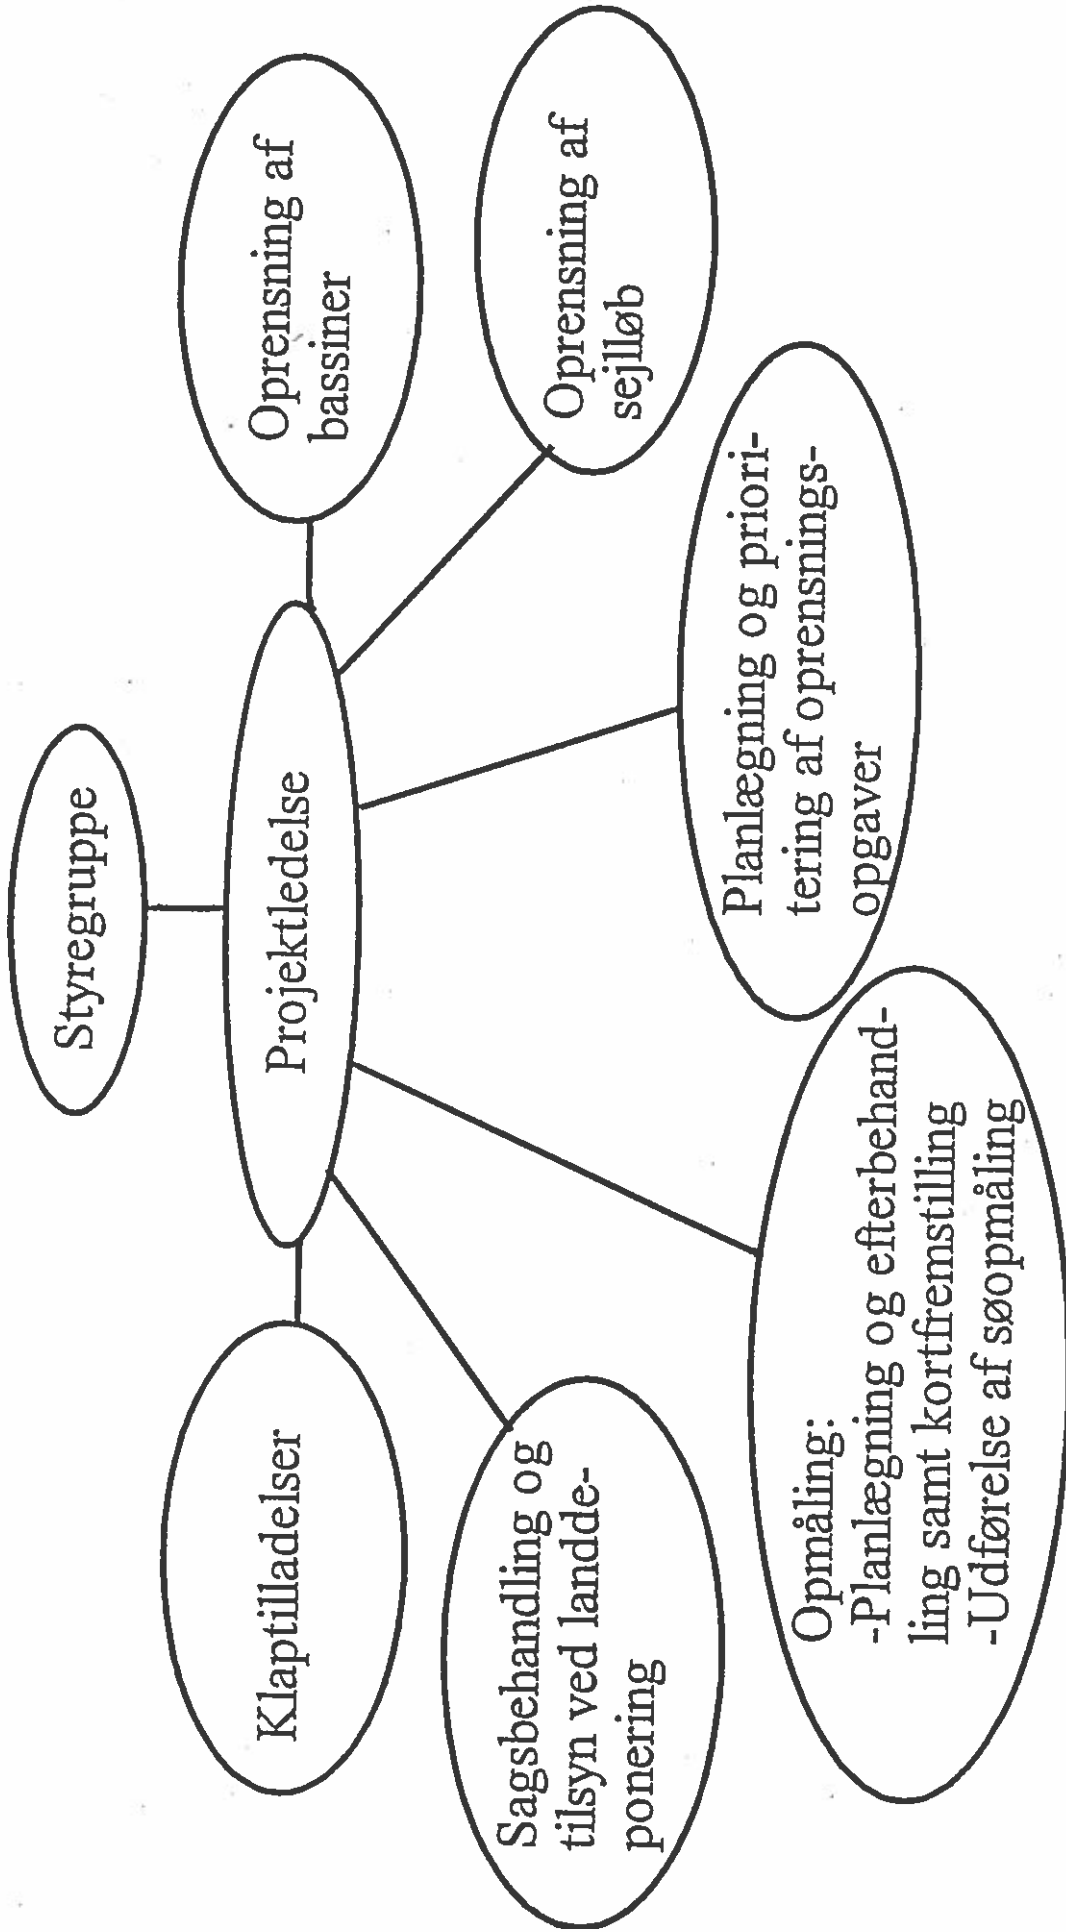 Styregruppe
Projektledelse
Klaptilladelser
Oprensning af
bassiner
Sagsbehandling og
tilsyn ved landde-
ponering
Oprensning af
sejlløb
Opmåling:
-Planlægning og efterbehand-
ling samt kortfremstilling
-Udførelse af søopmåling
Planlægning og priori-
tering af oprensnings-
opgaver